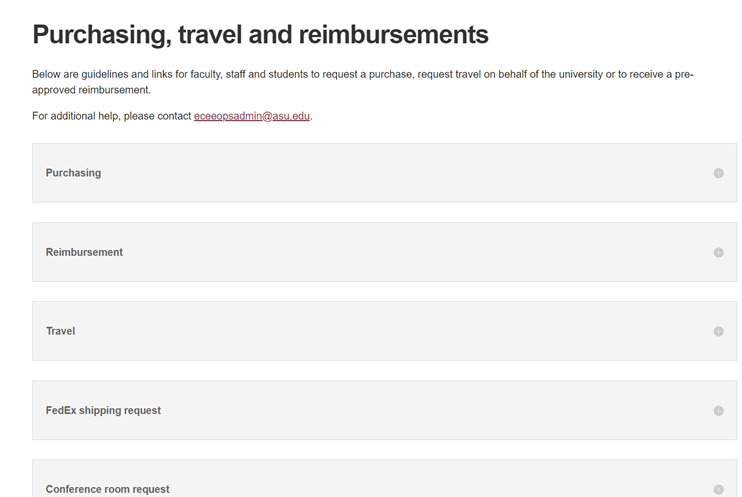 Purchasing, travel and reimbursements
Below are guidelines and links for faculty, staff and students to request a purchase, request travel on behalf of the university or to receive a pre-
approved reimbursement.
For additional help, please contact eceeopsadmin@asu.edu.
Purchasing
Reimbursement
Travel
FedEx shipping request
Conference room request